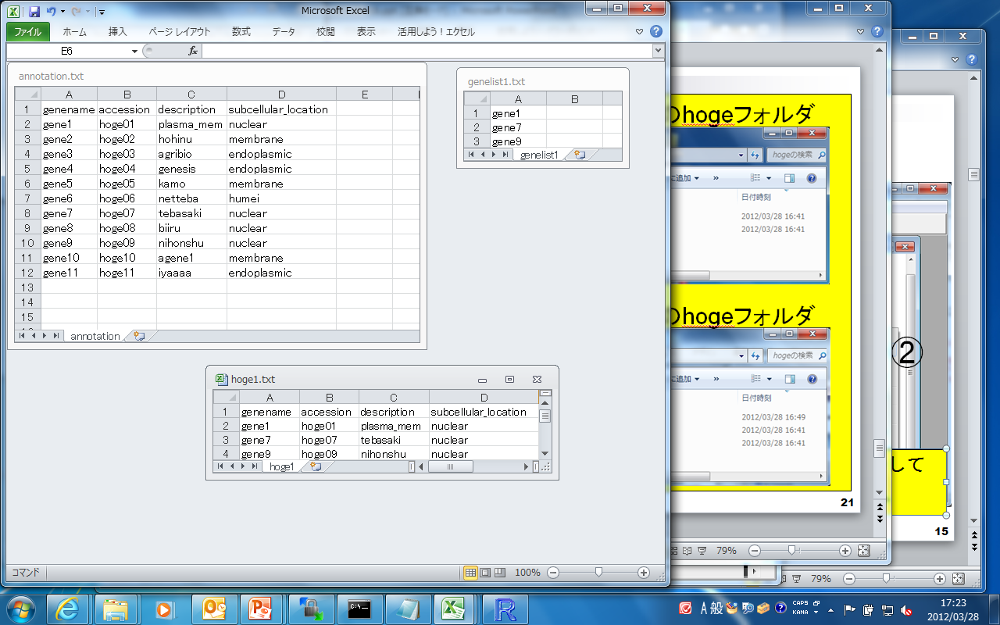 Microsoft Excel
ファイル ホーム 挿入 ページ レイアウト 数式 データ 校閲 表示 活用しよう！エクセル
E6 fx
annotation.txt
A B C D E
1 genename accession description subcellular_location
2 gene1 hoge01 plasma_mem nuclear
3 gene2 hoge02 hohinu membrane
4 gene3 hoge03 agribio endoplasmic
5 gene4 hoge04 genesis endoplasmic
6 gene5 hoge05 kamo membrane
7 gene6 hoge06 netteba humei
8 gene7 hoge07 tebasaki nuclear
9 gene8 hoge08 biiru nuclear
10 gene9 hoge09 nihonshu nuclear
11 gene10 hoge10 agene1 membrane
12 gene11 hoge11 iyaaaa endoplasmic
13
14
15
annotation
genelist1.txt
A B
1 gene1
2 gene7
3 gene9
genelist1
hoge1.txt
A B C D
1 genename accession description subcellular_location
2 gene1 hoge01 plasma_mem nuclear
3 gene7 hoge07 tebasaki nuclear
4 gene9 hoge09 nihonshu nuclear
hoge1
コマンド 100%
のhogeフォルダ
hogeの検索
に追加 »
日付時刻
2012/03/28 16:41
2012/03/28 16:41
のhogeフォルダ
hogeの検索
に追加 »
日付時刻
2012/03/28 16:49
2012/03/28 16:41
2012/03/28 16:41
21
79%
②
して
15
79%
A 般 CAPS KANA
17:23
2012/03/28